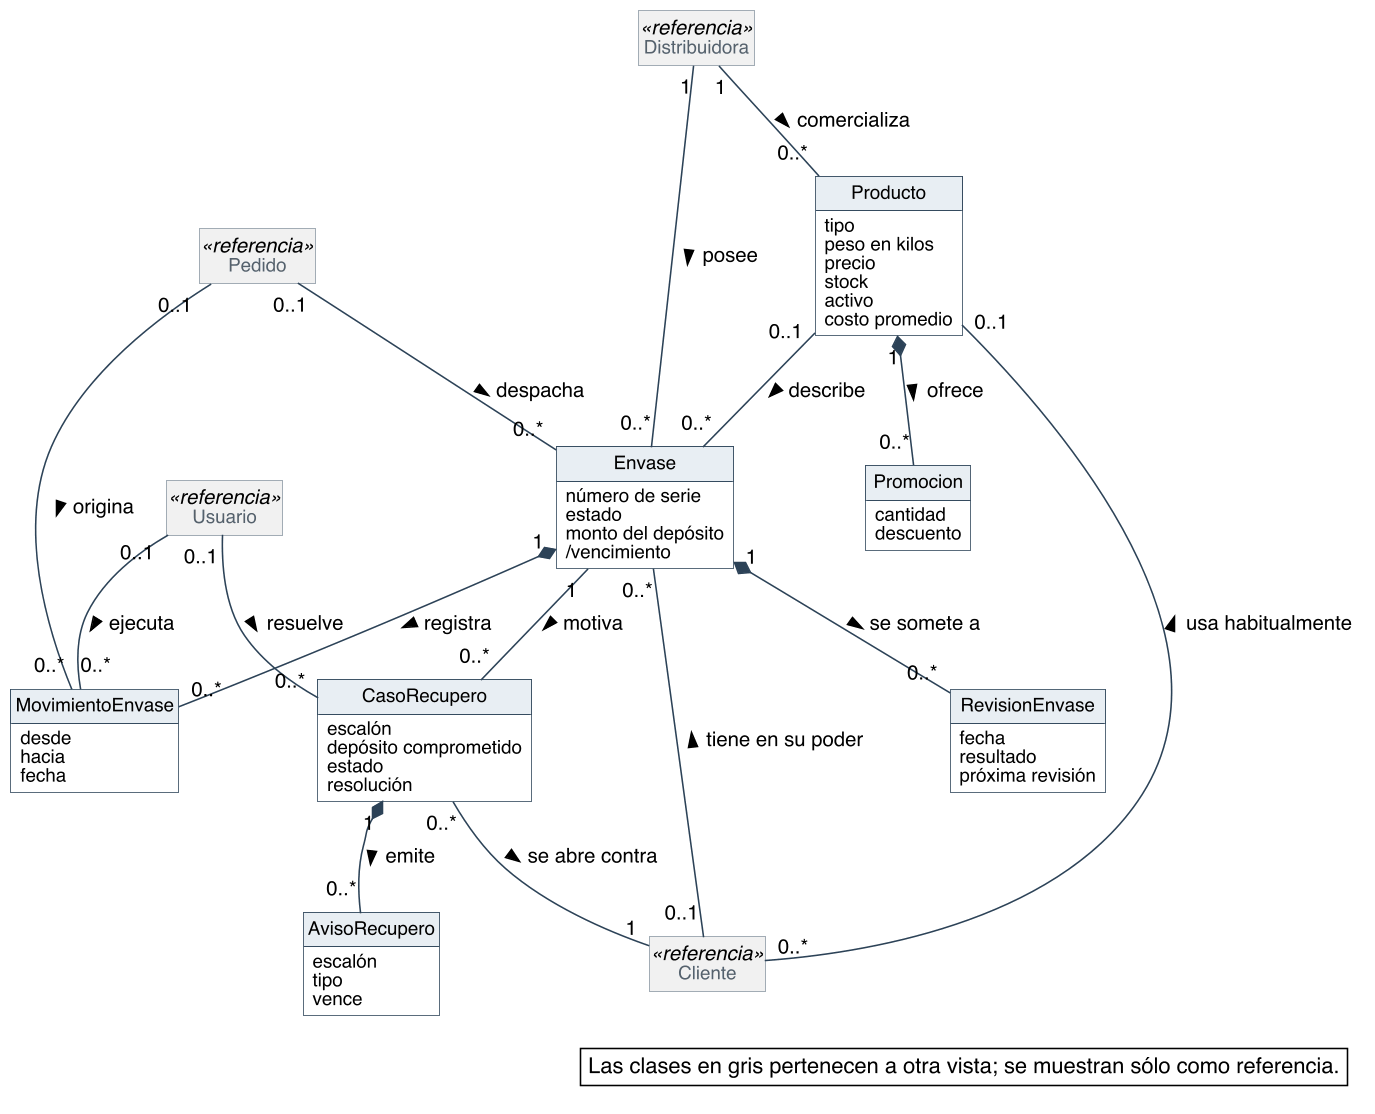 «referencia»
Distribuidora
1
1
comercializa
0..*
Producto
tipo
peso en kilos
precio
stock
activo
costo promedio
«referencia»
Pedido
0..1
0..1
posee
0..1
0..1
1
despacha
describe
ofrece
0..*
0..*
0..*
0..*
Envase
número de serie
estado
monto del depósito
/vencimiento
Promocion
cantidad
descuento
origina
«referencia»
Usuario
0..1
0..1
1
1
0..*
1
ejecuta
resuelve
registra
motiva
se somete a
usa habitualmente
0..*
0..*
0..*
0..*
0..*
0..*
MovimientoEnvase
desde
hacia
fecha
CasoRecupero
escalón
depósito comprometido
estado
resolución
tiene en su poder
RevisionEnvase
fecha
resultado
próxima revisión
1
0..*
emite
se abre contra
0..*
0..1
1
0..*
AvisoRecupero
escalón
tipo
vence
«referencia»
Cliente
Las clases en gris pertenecen a otra vista; se muestran sólo como referencia.